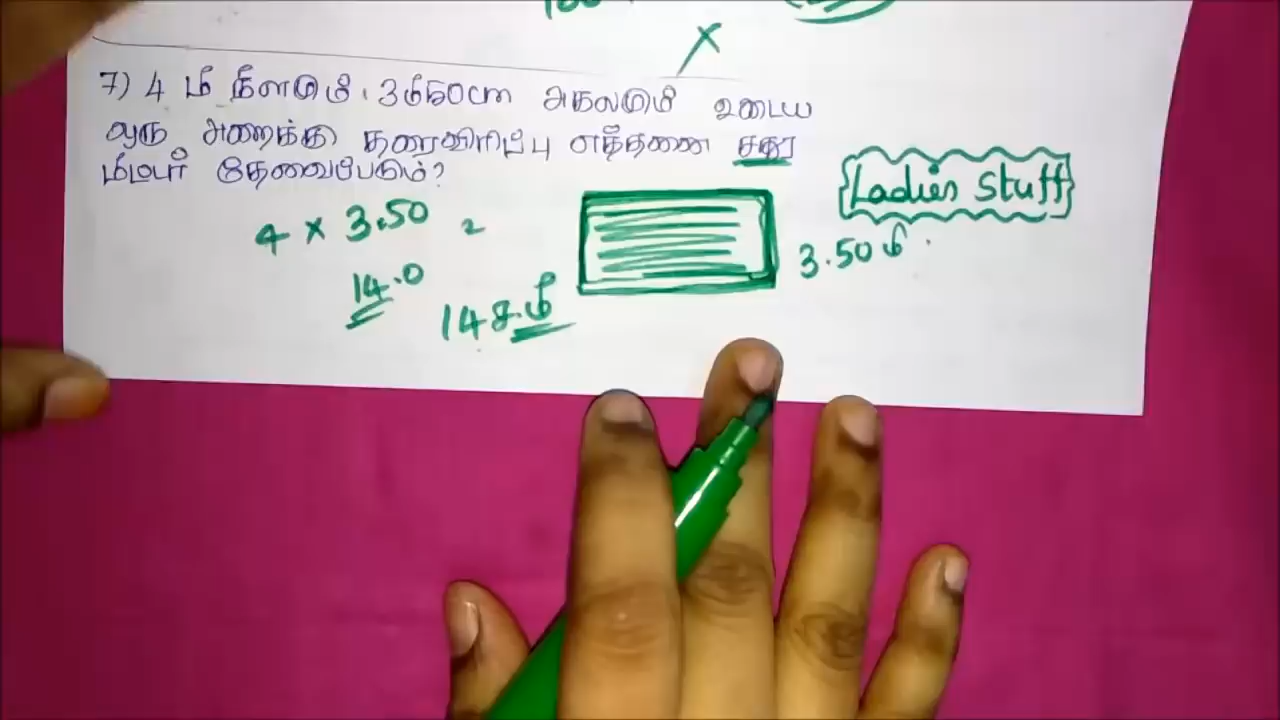 7) 4 மீ நீளமும் 3மீ50cm அகலமும் உடைய
ஒரு அறைக்கு தரைவிரிப்பு எத்தனை சதுர
மீட்டர் தேவைப்படும்?
Ladies Stuff
4 x 3.50 =
3.50 மீ
14.0
14 ச.மீ